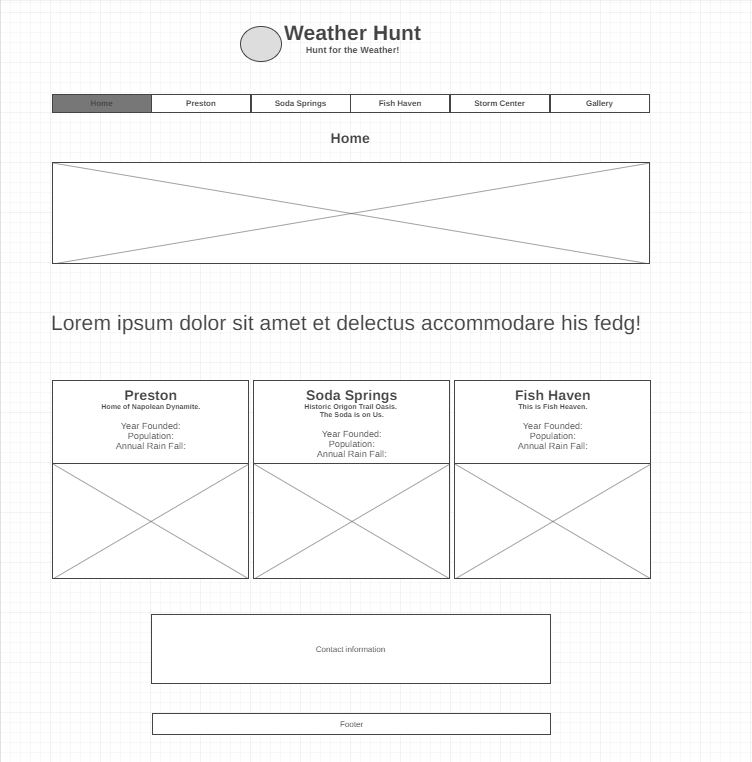 Weather Hunt
Hunt for the Weather!
Home
Preston
Soda Springs
Fish Haven
Storm Center
Gallery
Home
Lorem ipsum dolor sit amet et delectus accommodare his fedg!
Preston
Home of Napolean Dynamite.
Year Founded:
Population:
Annual Rain Fall:
Soda Springs
Historic Origon Trail Oasis.
The Soda is on Us.
Year Founded:
Population:
Annual Rain Fall:
Fish Haven
This is Fish Heaven.
Year Founded:
Population:
Annual Rain Fall:
Contact information
Footer